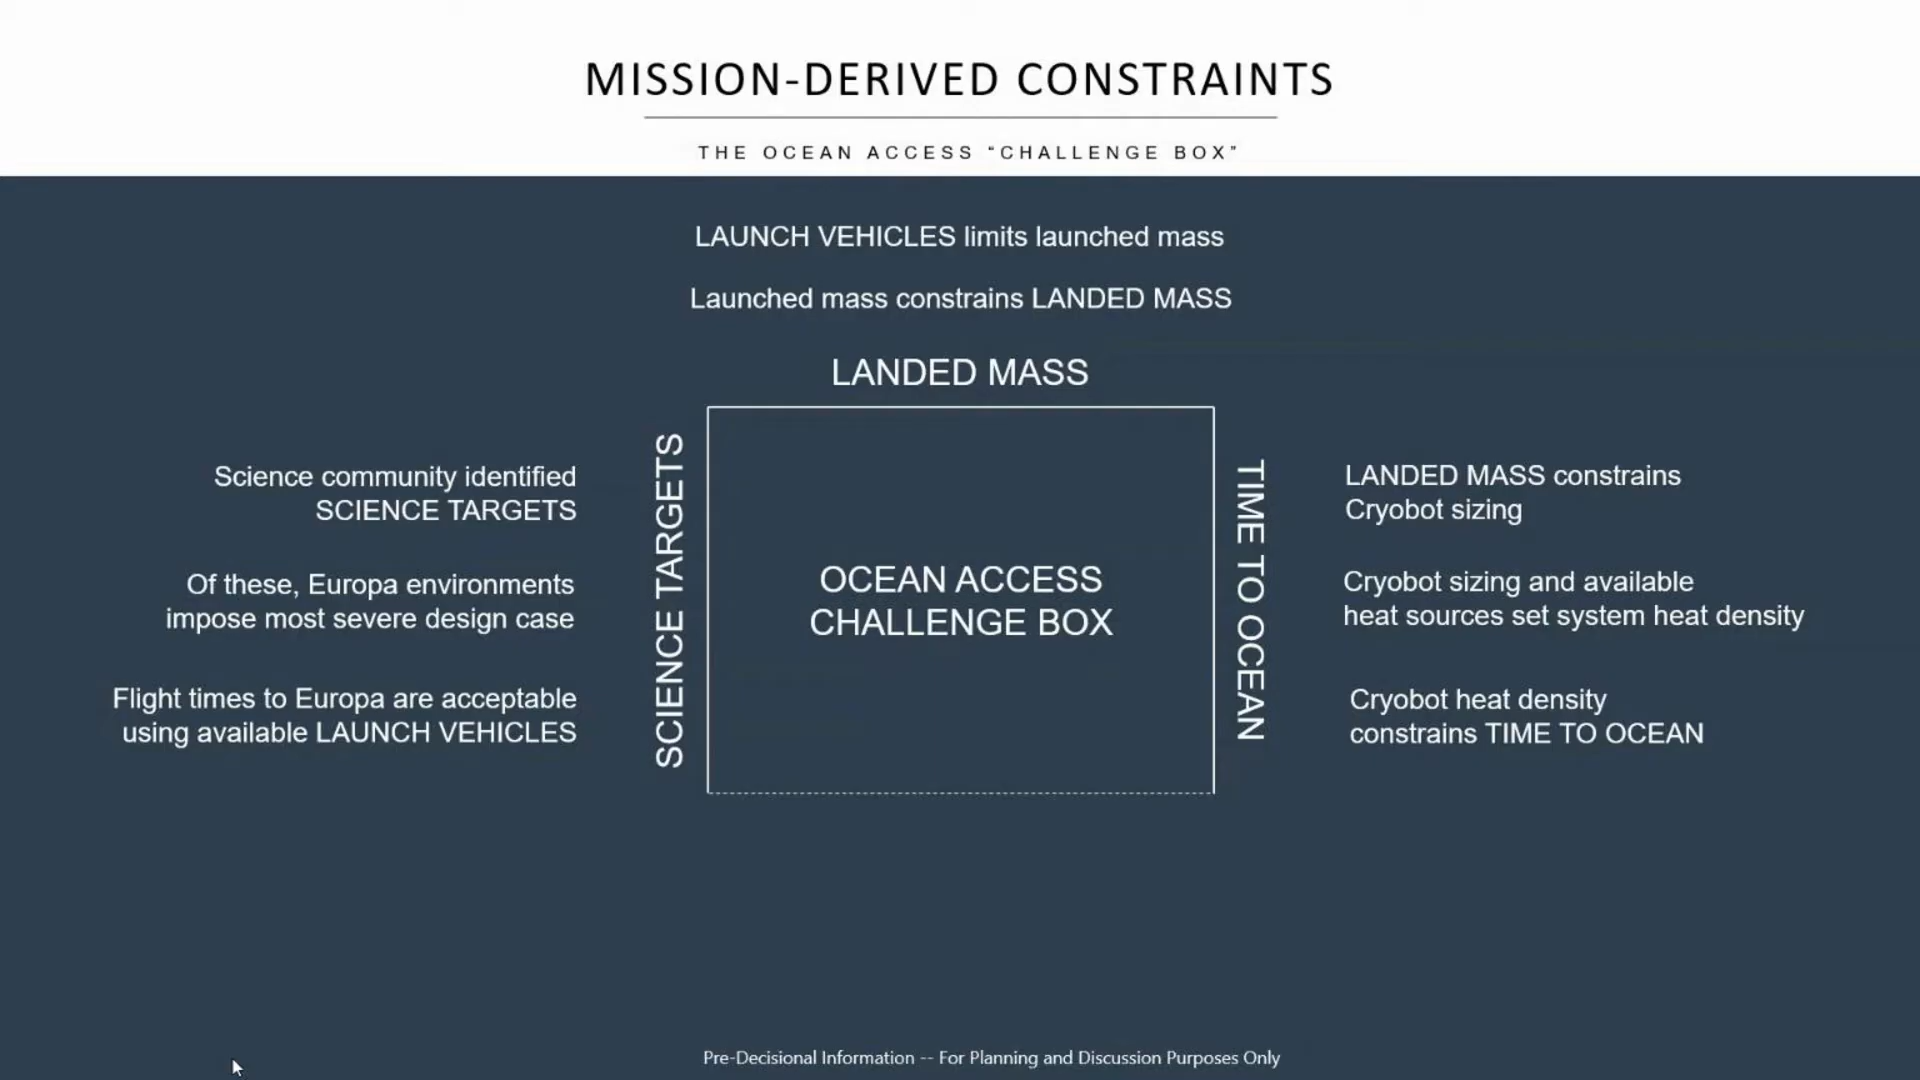 MISSION-DERIVED CONSTRAINTS
THE OCEAN ACCESS “CHALLENGE BOX”
LAUNCH VEHICLES limits launched mass
Launched mass constrains LANDED MASS
LANDED MASS
Science community identified
SCIENCE TARGETS
Of these, Europa environments
impose most severe design case
Flight times to Europa are acceptable
using available LAUNCH VEHICLES
SCIENCE TARGETS
OCEAN ACCESS
CHALLENGE BOX
TIME TO OCEAN
LANDED MASS constrains
Cryobot sizing
Cryobot sizing and available
heat sources set system heat density
Cryobot heat density
constrains TIME TO OCEAN
Pre-Decisional Information -- For Planning and Discussion Purposes Only